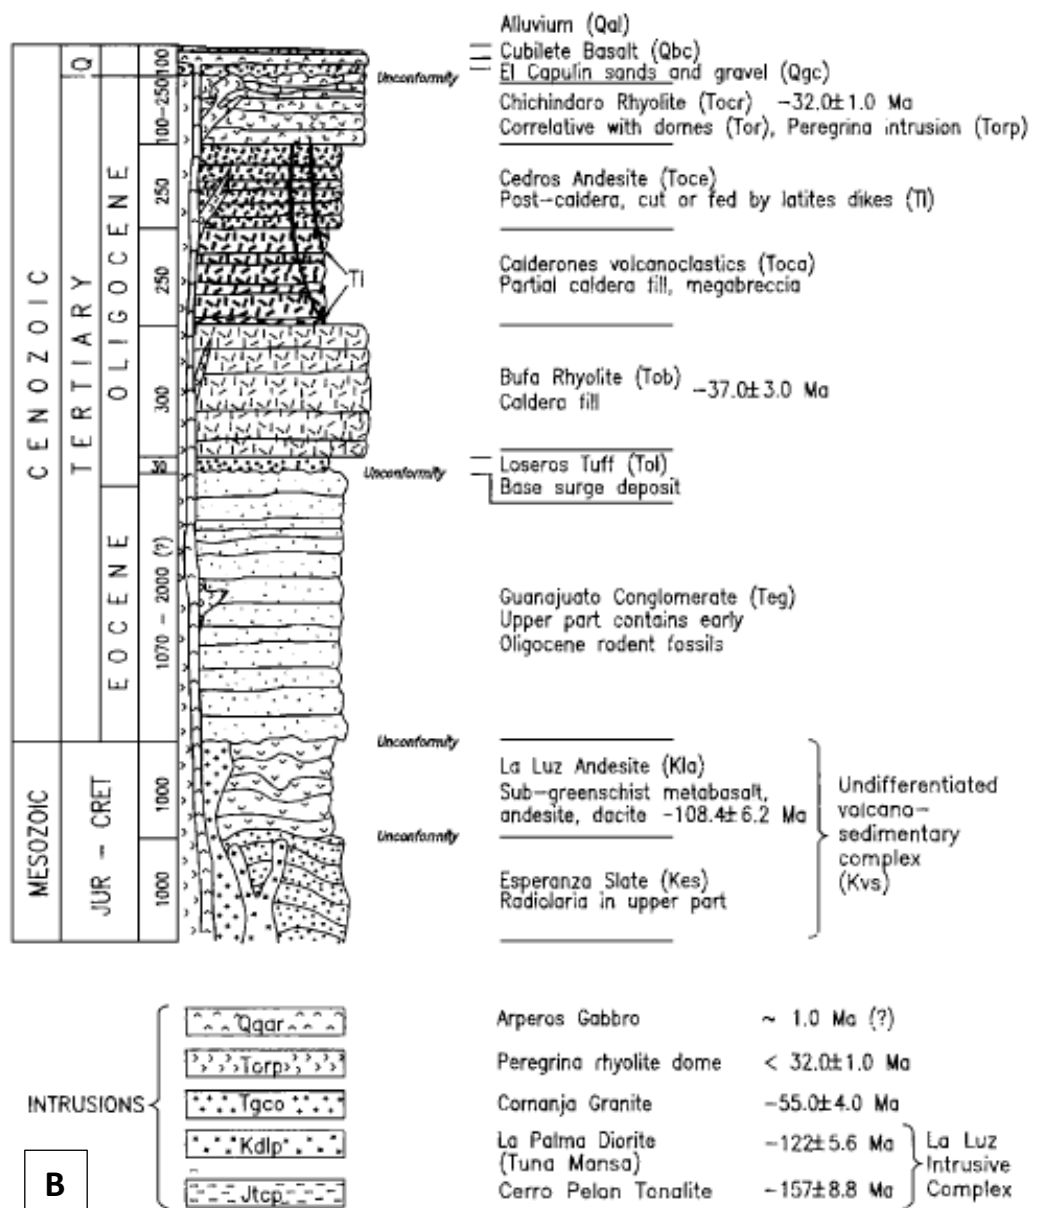 Alluvium (Qal)
Cubilete Basalt (Qbc)
El Capulin sands and gravel (Qgc)
Unconformity
Chichindaro Rhyolite (Tocr) -32.0±1.0 Ma
Correlative with domes (Tor), Peregrina intrusion (Torp)
Cedros Andesite (Toce)
Post-caldera, cut or fed by latites dikes (Tl)
Calderones volcanoclastics (Toca)
Partial caldera fill, megabreccia
Tl
Bufa Rhyolite (Tob) -37.0±3.0 Ma
Caldera fill
Unconformity
Loseros Tuff (Tol)
Base surge deposit
Guanajuato Conglomerate (Teg)
Upper part contains early
Oligocene rodent fossils
Unconformity
La Luz Andesite (Kla)
Sub-greenschist metabasalt,
andesite, dacite -108.4±6.2 Ma
Unconformity
Esperanza Slate (Kes)
Radiolaria in upper part
Undifferentiated
volcano-
sedimentary
complex
(Kvs)
CENOZOIC
MESOZOIC
Q
TERTIARY
JUR - CRET
OLIGOCENE
EOCENE
100
100-250
250
250
300
30
1070 - 2000 (?)
1000
1000
INTRUSIONS
Qgar Arperos Gabbro ~ 1.0 Ma (?)
Torp Peregrina rhyolite dome < 32.0±1.0 Ma
Tgco Comanja Granite -55.0±4.0 Ma
Kdlp La Palma Diorite -122±5.6 Ma
(Tuna Mansa)
Jtcp Cerro Pelon Tonalite -157±8.8 Ma
La Luz
Intrusive
Complex
B